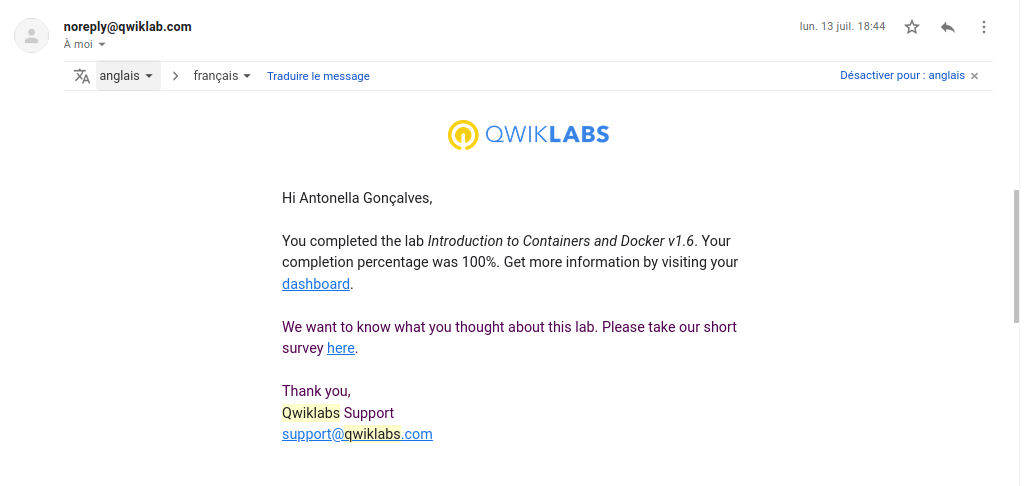 noreply@qwiklab.com
lun. 13 juil. 18:44
À moi
anglais
français
Traduire le message
Désactiver pour : anglais
QWIKLABS
Hi Antonella Gonçalves,
You completed the lab Introduction to Containers and Docker v1.6. Your
completion percentage was 100%. Get more information by visiting your
dashboard.
We want to know what you thought about this lab. Please take our short
survey here.
Thank you,
Qwiklabs Support
support@qwiklabs.com